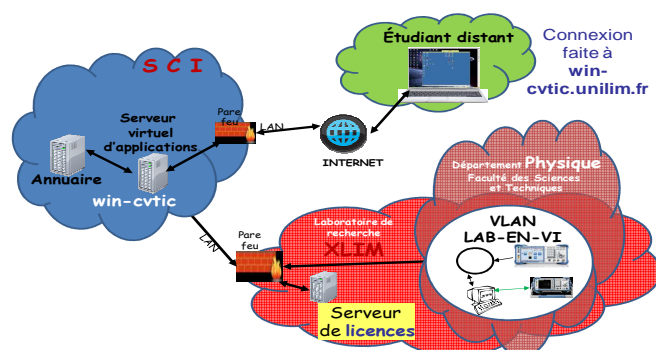 S C I
Étudiant distant
Connexion
faite à
win-
cvtic.unilim.fr
Pare
feu
LAN
Serveur
virtuel
d'applications
Annuaire
win-cvtic
INTERNET
Département Physique
Faculté des Sciences
et Techniques
LAN
Pare
feu
Laboratoire de
recherche
XLIM
VLAN
LAB-EN-VI
Serveur
de licences